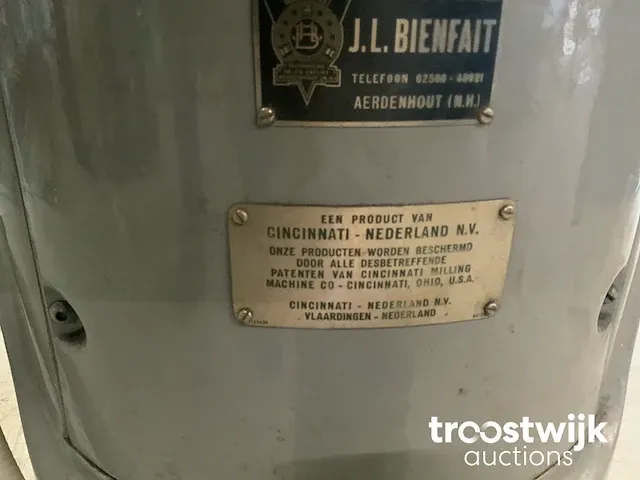 J.L. BIENFAIT
TELEFOON 02500-
AERDENHOUT (N.H.)
EEN PRODUCT VAN
CINCINNATI - NEDERLAND N.V.
ONZE PRODUCTEN WORDEN BESCHERMD
DOOR ALLE DESBETREFFENDE
PATENTEN VAN CINCINNATI MILLING
MACHINE CO - CINCINNATI, OHIO, U.S.A.
CINCINNATI - NEDERLAND N.V.
VLAARDINGEN - NEDERLAND
troostwijk
auctions